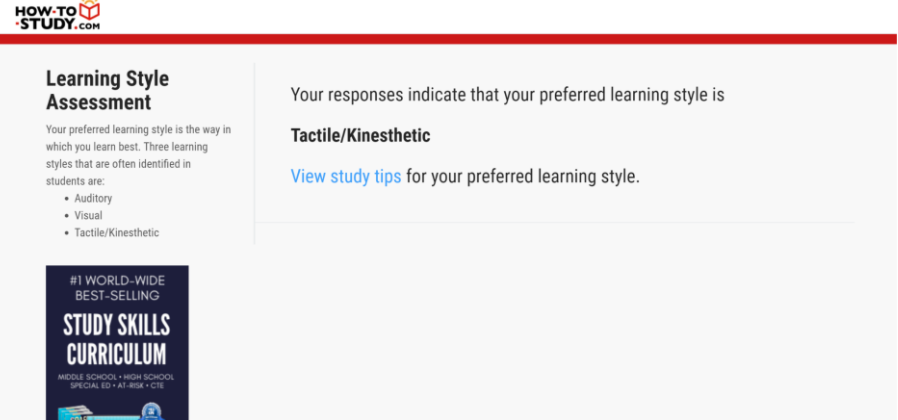 HOW-TO
·STUDY.COM
Learning Style
Assessment
Your preferred learning style is the way in
which you learn best. Three learning
styles that are often identified in
students are:
• Auditory
• Visual
• Tactile/Kinesthetic
Your responses indicate that your preferred learning style is
Tactile/Kinesthetic
View study tips for your preferred learning style.
#1 WORLD-WIDE
BEST-SELLING
STUDY SKILLS
CURRICULUM
MIDDLE SCHOOL • HIGH SCHOOL
SPECIAL ED • AT-RISK • CTE